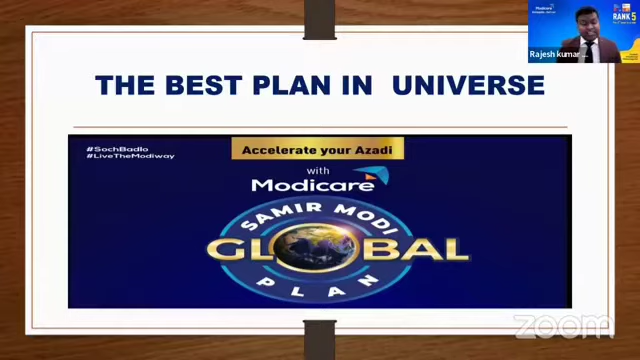 THE BEST PLAN IN UNIVERSE
#SochBadlo
#LiveTheModiway
Accelerate your Azadi
with
Modicare
SAMIR MODI
GLOBAL
PLAN
Modicare
RANK 5
Rajesh kumar ...
zoom